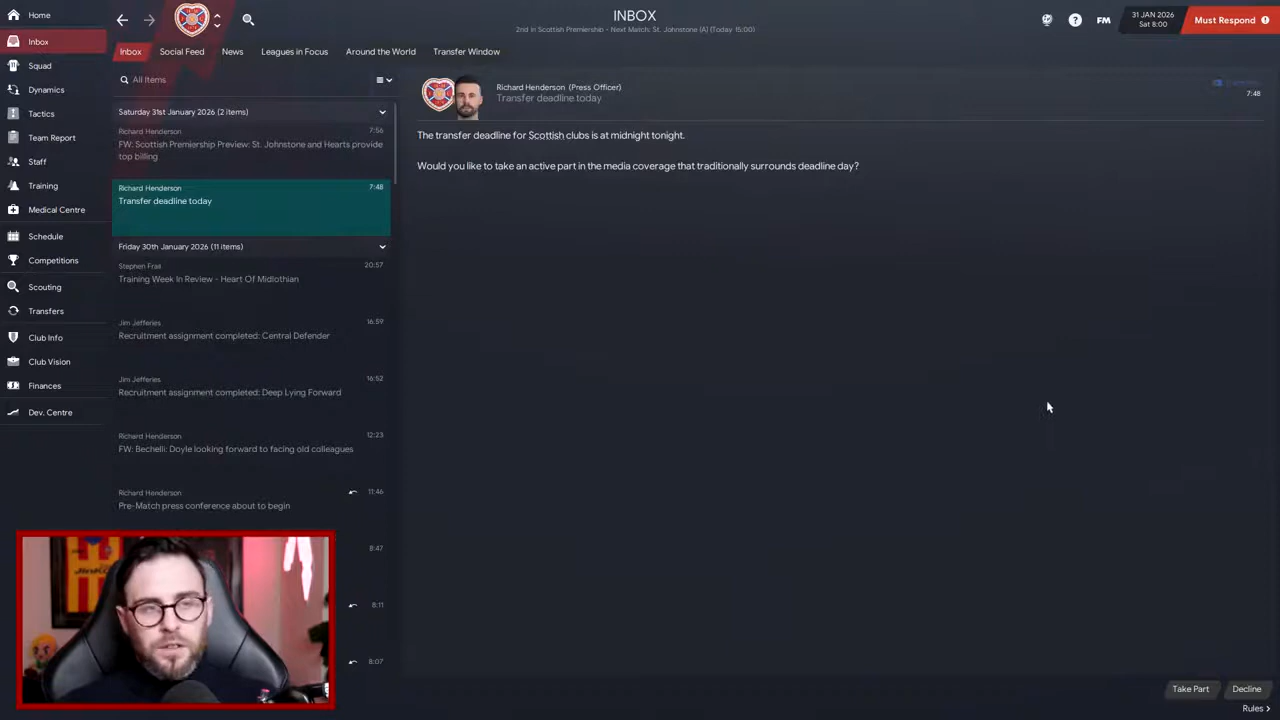 Home
Inbox
Squad
Dynamics
Tactics
Team Report
Staff
Training
Medical Centre
Schedule
Competitions
Scouting
Transfers
Club Info
Club Vision
Finances
Dev. Centre
INBOX
2nd in Scottish Premiership - Next Match: St. Johnstone (A) (Today 15:00)
FM
31 JAN 2026
Sat 8:00
Must Respond
Inbox Social Feed News Leagues in Focus Around the World Transfer Window
All Items
Saturday 31st January 2026 (2 items)
Richard Henderson 7:56
FW: Scottish Premiership Preview: St. Johnstone and Hearts provide
top billing
Richard Henderson 7:48
Transfer deadline today
Friday 30th January 2026 (11 items)
Stephen Frail 20:57
Training Week In Review - Heart Of Midlothian
Jim Jefferies 16:59
Recruitment assignment completed: Central Defender
Jim Jefferies 16:52
Recruitment assignment completed: Deep Lying Forward
Richard Henderson 12:23
FW: Bechelli: Doyle looking forward to facing old colleagues
Richard Henderson 11:46
Pre-Match press conference about to begin
8:47
8:11
8:07
Richard Henderson (Press Officer)
Transfer deadline today
7:48
The transfer deadline for Scottish clubs is at midnight tonight.
Would you like to take an active part in the media coverage that traditionally surrounds deadline day?
Take Part Decline
Rules